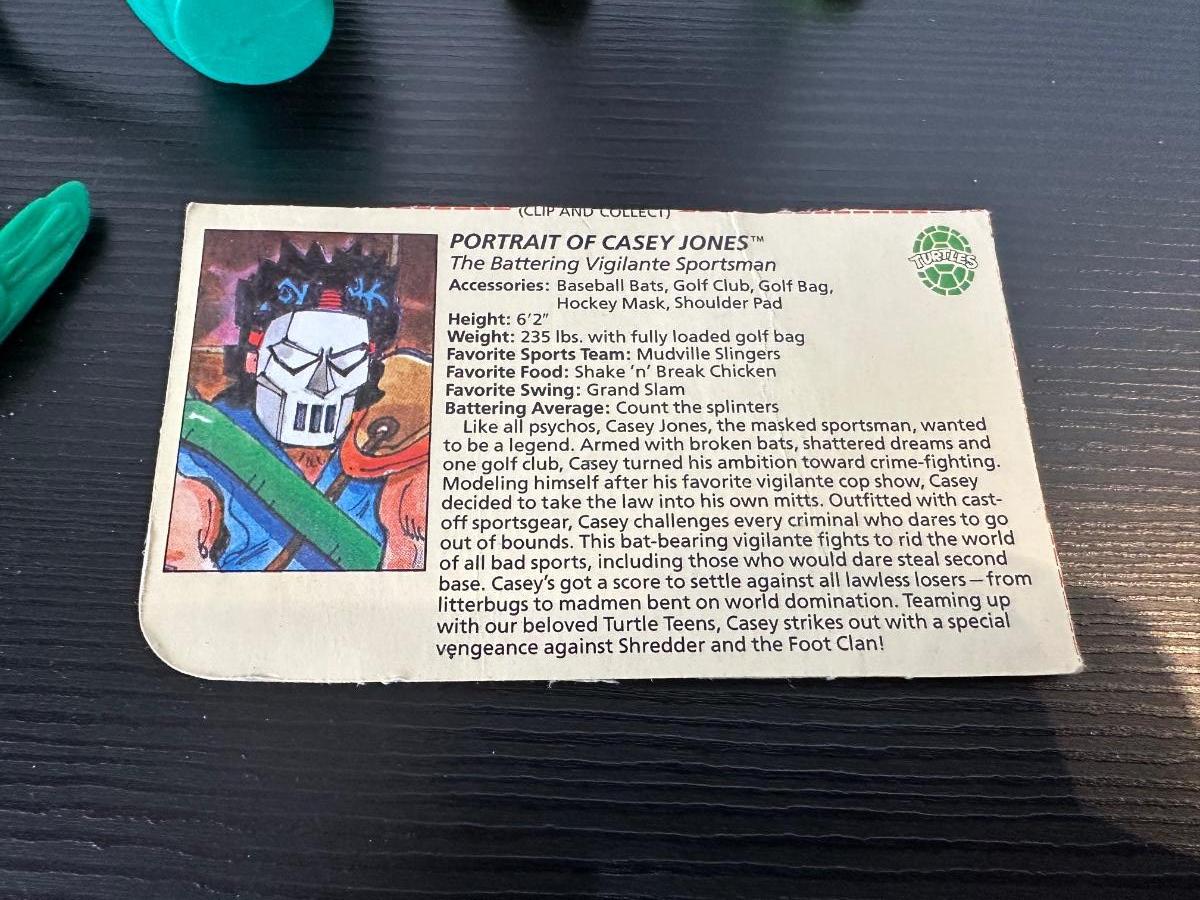 (CLIP AND COLLECT)
PORTRAIT OF CASEY JONES™
The Battering Vigilante Sportsman
TURTLES
Accessories: Baseball Bats, Golf Club, Golf Bag,
Hockey Mask, Shoulder Pad
Height: 6'2"
Weight: 235 lbs. with fully loaded golf bag
Favorite Sports Team: Mudville Slingers
Favorite Food: Shake 'n' Break Chicken
Favorite Swing: Grand Slam
Battering Average: Count the splinters
Like all psychos, Casey Jones, the masked sportsman, wanted
to be a legend. Armed with broken bats, shattered dreams and
one golf club, Casey turned his ambition toward crime-fighting.
Modeling himself after his favorite vigilante cop show, Casey
decided to take the law into his own mitts. Outfitted with cast-
off sportsgear, Casey challenges every criminal who dares to go
out of bounds. This bat-bearing vigilante fights to rid the world
of all bad sports, including those who would dare steal second
base. Casey's got a score to settle against all lawless losers—from
litterbugs to madmen bent on world domination. Teaming up
with our beloved Turtle Teens, Casey strikes out with a special
vengeance against Shredder and the Foot Clan!